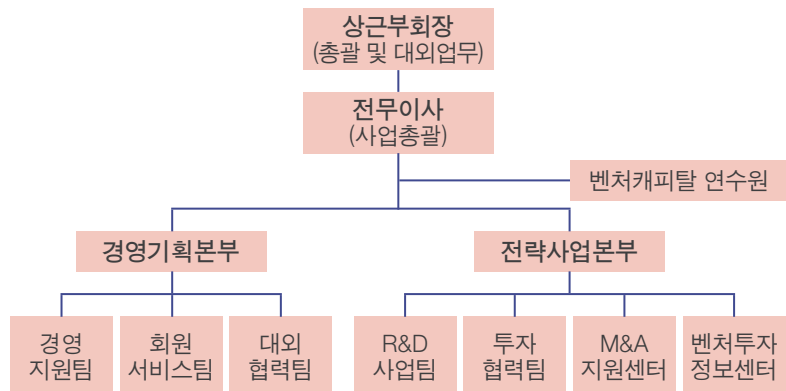 상근부회장
(총괄 및 대외업무)
전무이사
(사업총괄)
벤처캐피탈 연수원
경영기획본부
전략사업본부
경영
지원팀
회원
서비스팀
대외
협력팀
R&D
사업팀
투자
협력팀
M&A
지원센터
벤처투자
정보센터